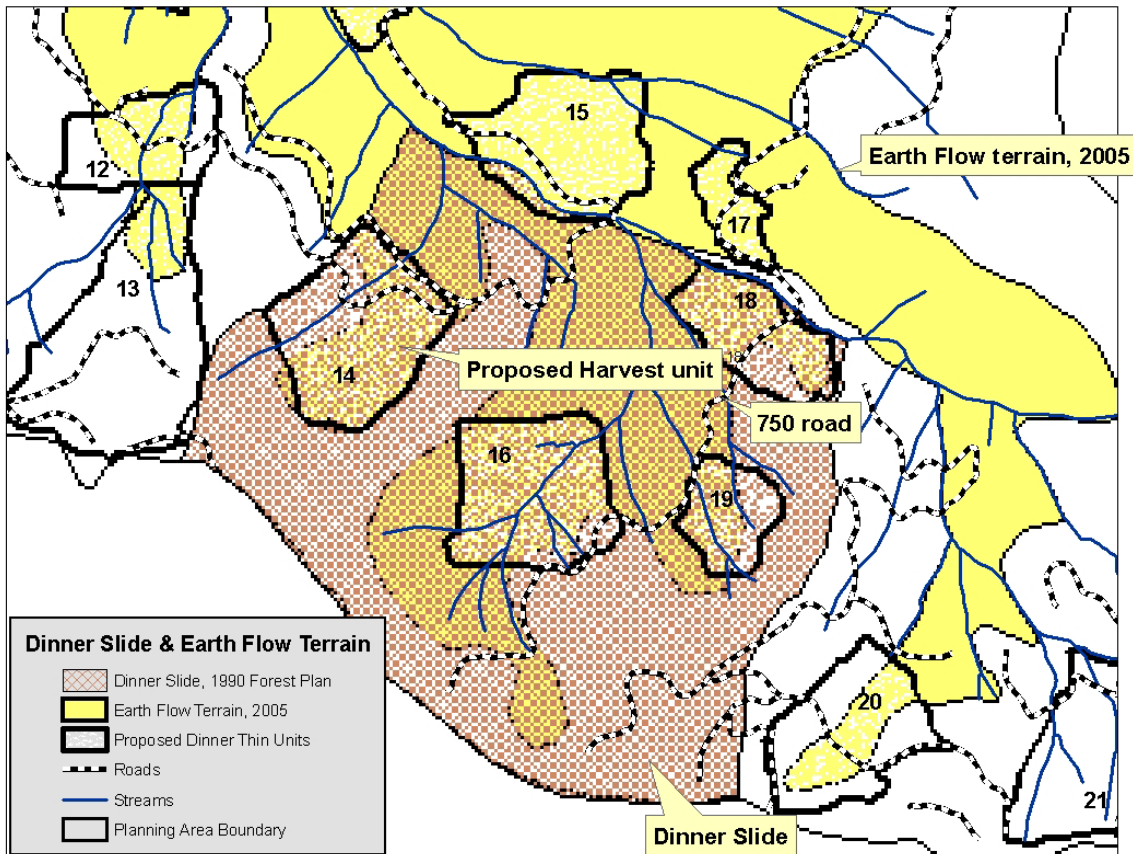 15
12
Earth Flow terrain, 2005
17
13
18
18
14
Proposed Harvest unit
750 road
16
19
Dinner Slide & Earth Flow Terrain
Dinner Slide, 1990 Forest Plan
Earth Flow Terrain, 2005
Proposed Dinner Thin Units
Roads
Streams
Planning Area Boundary
20
21
Dinner Slide